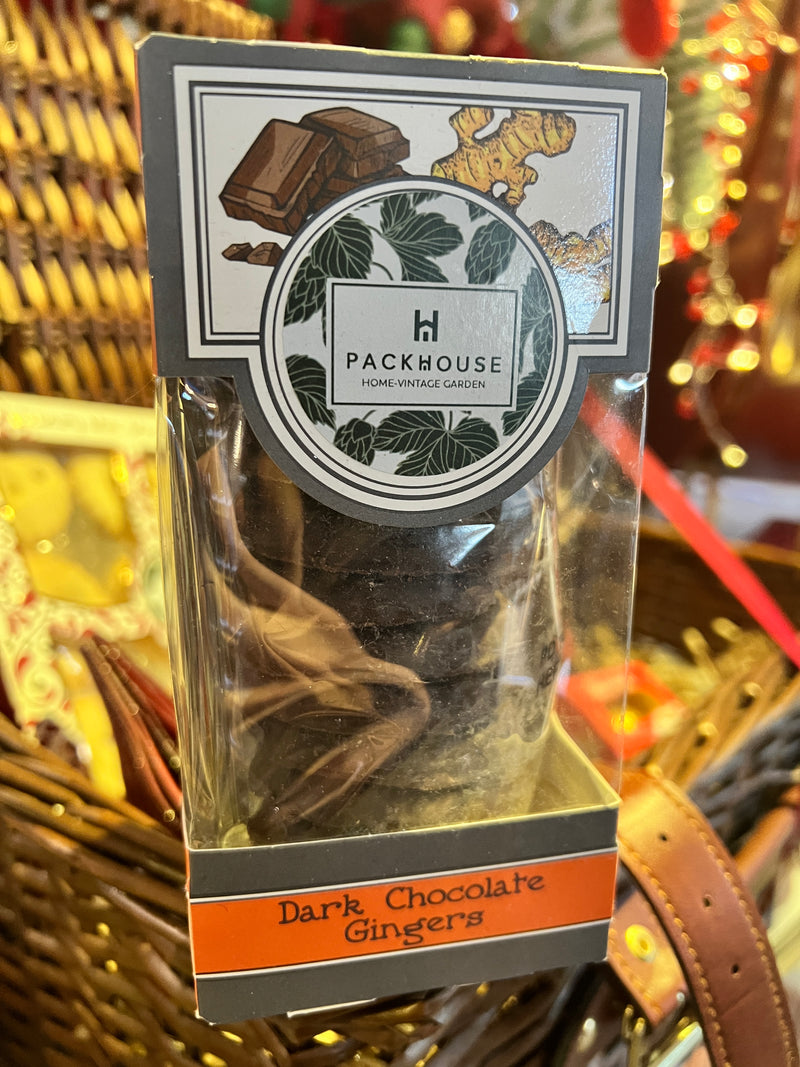 PACKHOUSE
HOME-VINTAGE GARDEN
Dark Chocolate
Gingers